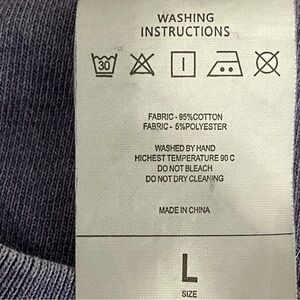 WASHING
INSTRUCTIONS
30
FABRIC - 95%COTTON
FABRIC - 5%POLYESTER
WASHED BY HAND
HICHEST TEMPERATURE 90 C
DO NOT BLEACH
DO NOT DRY CLEANING
MADE IN CHINA
L
SIZE